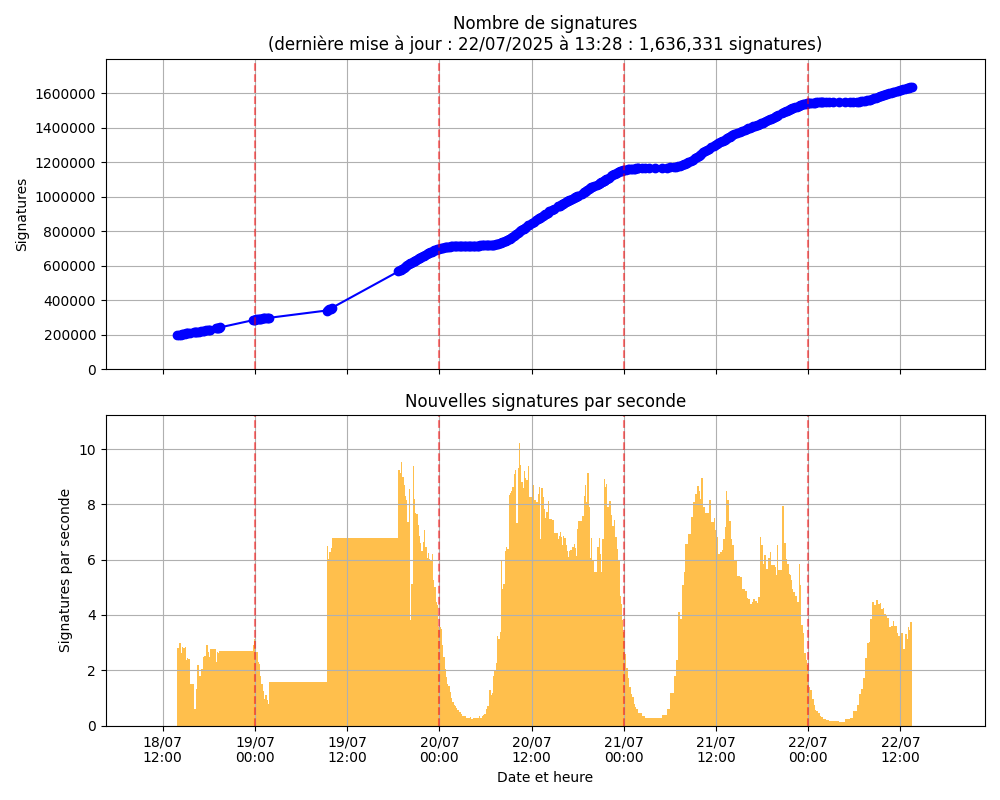 Nombre de signatures
(dernière mise à jour : 22/07/2025 à 13:28 : 1,636,331 signatures)
Signatures
1600000
1400000
1200000
1000000
800000
600000
400000
200000
0
Nouvelles signatures par seconde
Signatures par seconde
10
8
6
4
2
0
18/07 19/07 19/07 20/07 20/07 21/07 21/07 22/07 22/07
12:00 00:00 12:00 00:00 12:00 00:00 12:00 00:00 12:00
Date et heure